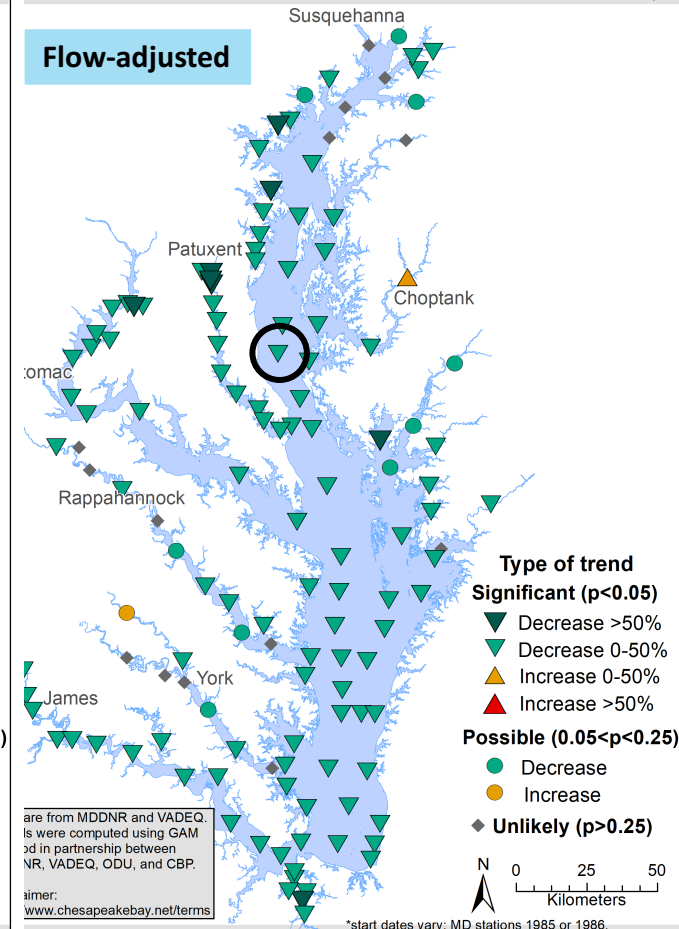 Susquehanna
Flow-adjusted
Patuxent
Choptank
omac
Rappahannock
York
James
Type of trend
Significant (p<0.05)
Decrease >50%
Decrease 0-50%
Increase 0-50%
Increase >50%
Possible (0.05<p<0.25)
Decrease
Increase
Unlikely (p>0.25)
)
are from MDDNR and VADEQ.
ls were computed using GAM
od in partnership between
NR, VADEQ, ODU, and CBP.
aimer:
www.chesapeakebay.net/terms
N
0 25 50
Kilometers
*start dates vary: MD stations 1985 or 1986.